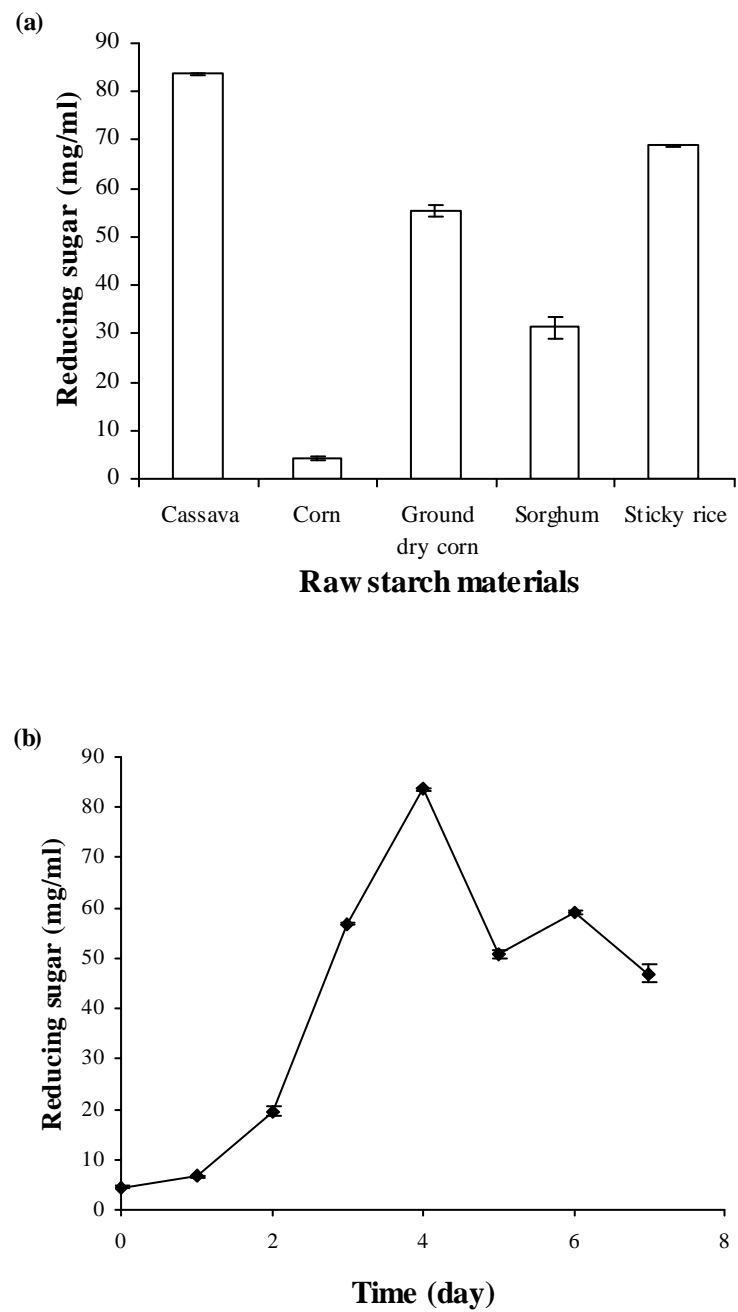 (a)
90
80
70
60
50
40
30
20
10
0
Reducing sugar (mg/ml)
Cassava Corn Ground dry corn Sorghum Sticky rice
Raw starch materials
(b)
90
80
70
60
50
40
30
20
10
0
Reducing sugar (mg/ml)
0 2 4 6 8
Time (day)